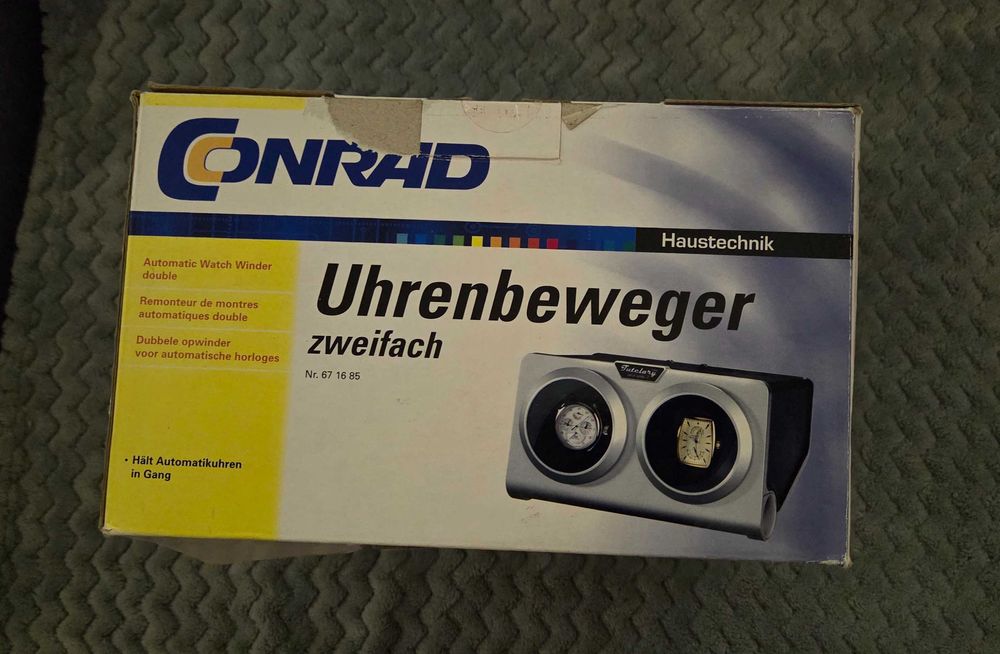 CONRAD
Haustechnik
Automatic Watch Winder
double
Remonteur de montres
automatiques double
Dubbele opwinder
voor automatische horloges
Uhrenbeweger
zweifach
Nr. 67 16 85
Tutelary
• Hält Automatikuhren
in Gang